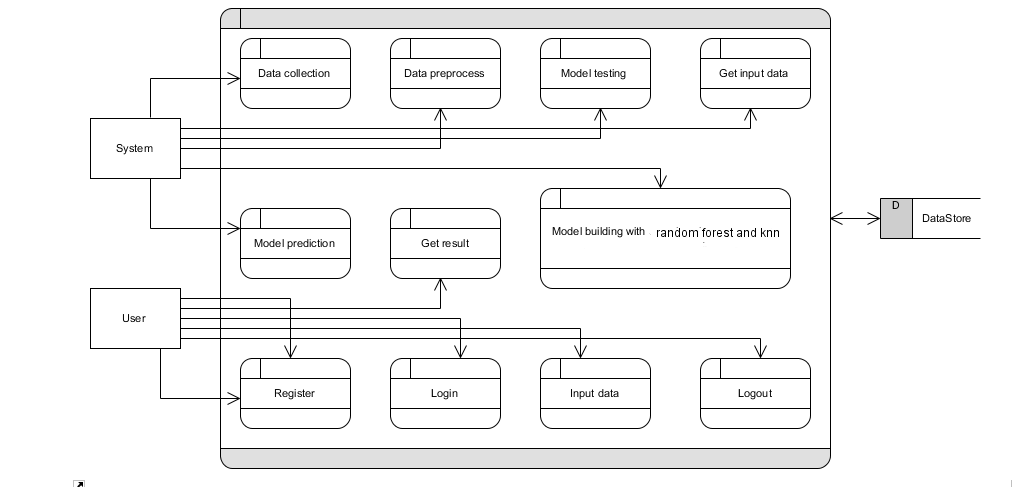 Data collection
Data preprocess
Model testing
Get input data
System
D
DataStore
Model building with random forest and knn
Model prediction
Get result
User
Register
Login
Input data
Logout